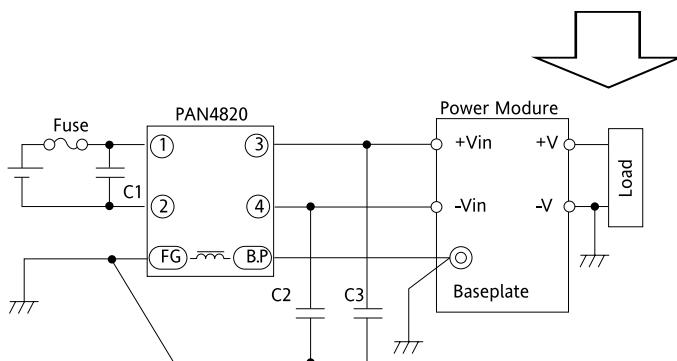 Fuse
PAN4820
Power Modure
1
3
+Vin
+V
C1
Load
2
4
-Vin
-V
FG
B.P
C2
C3
Baseplate